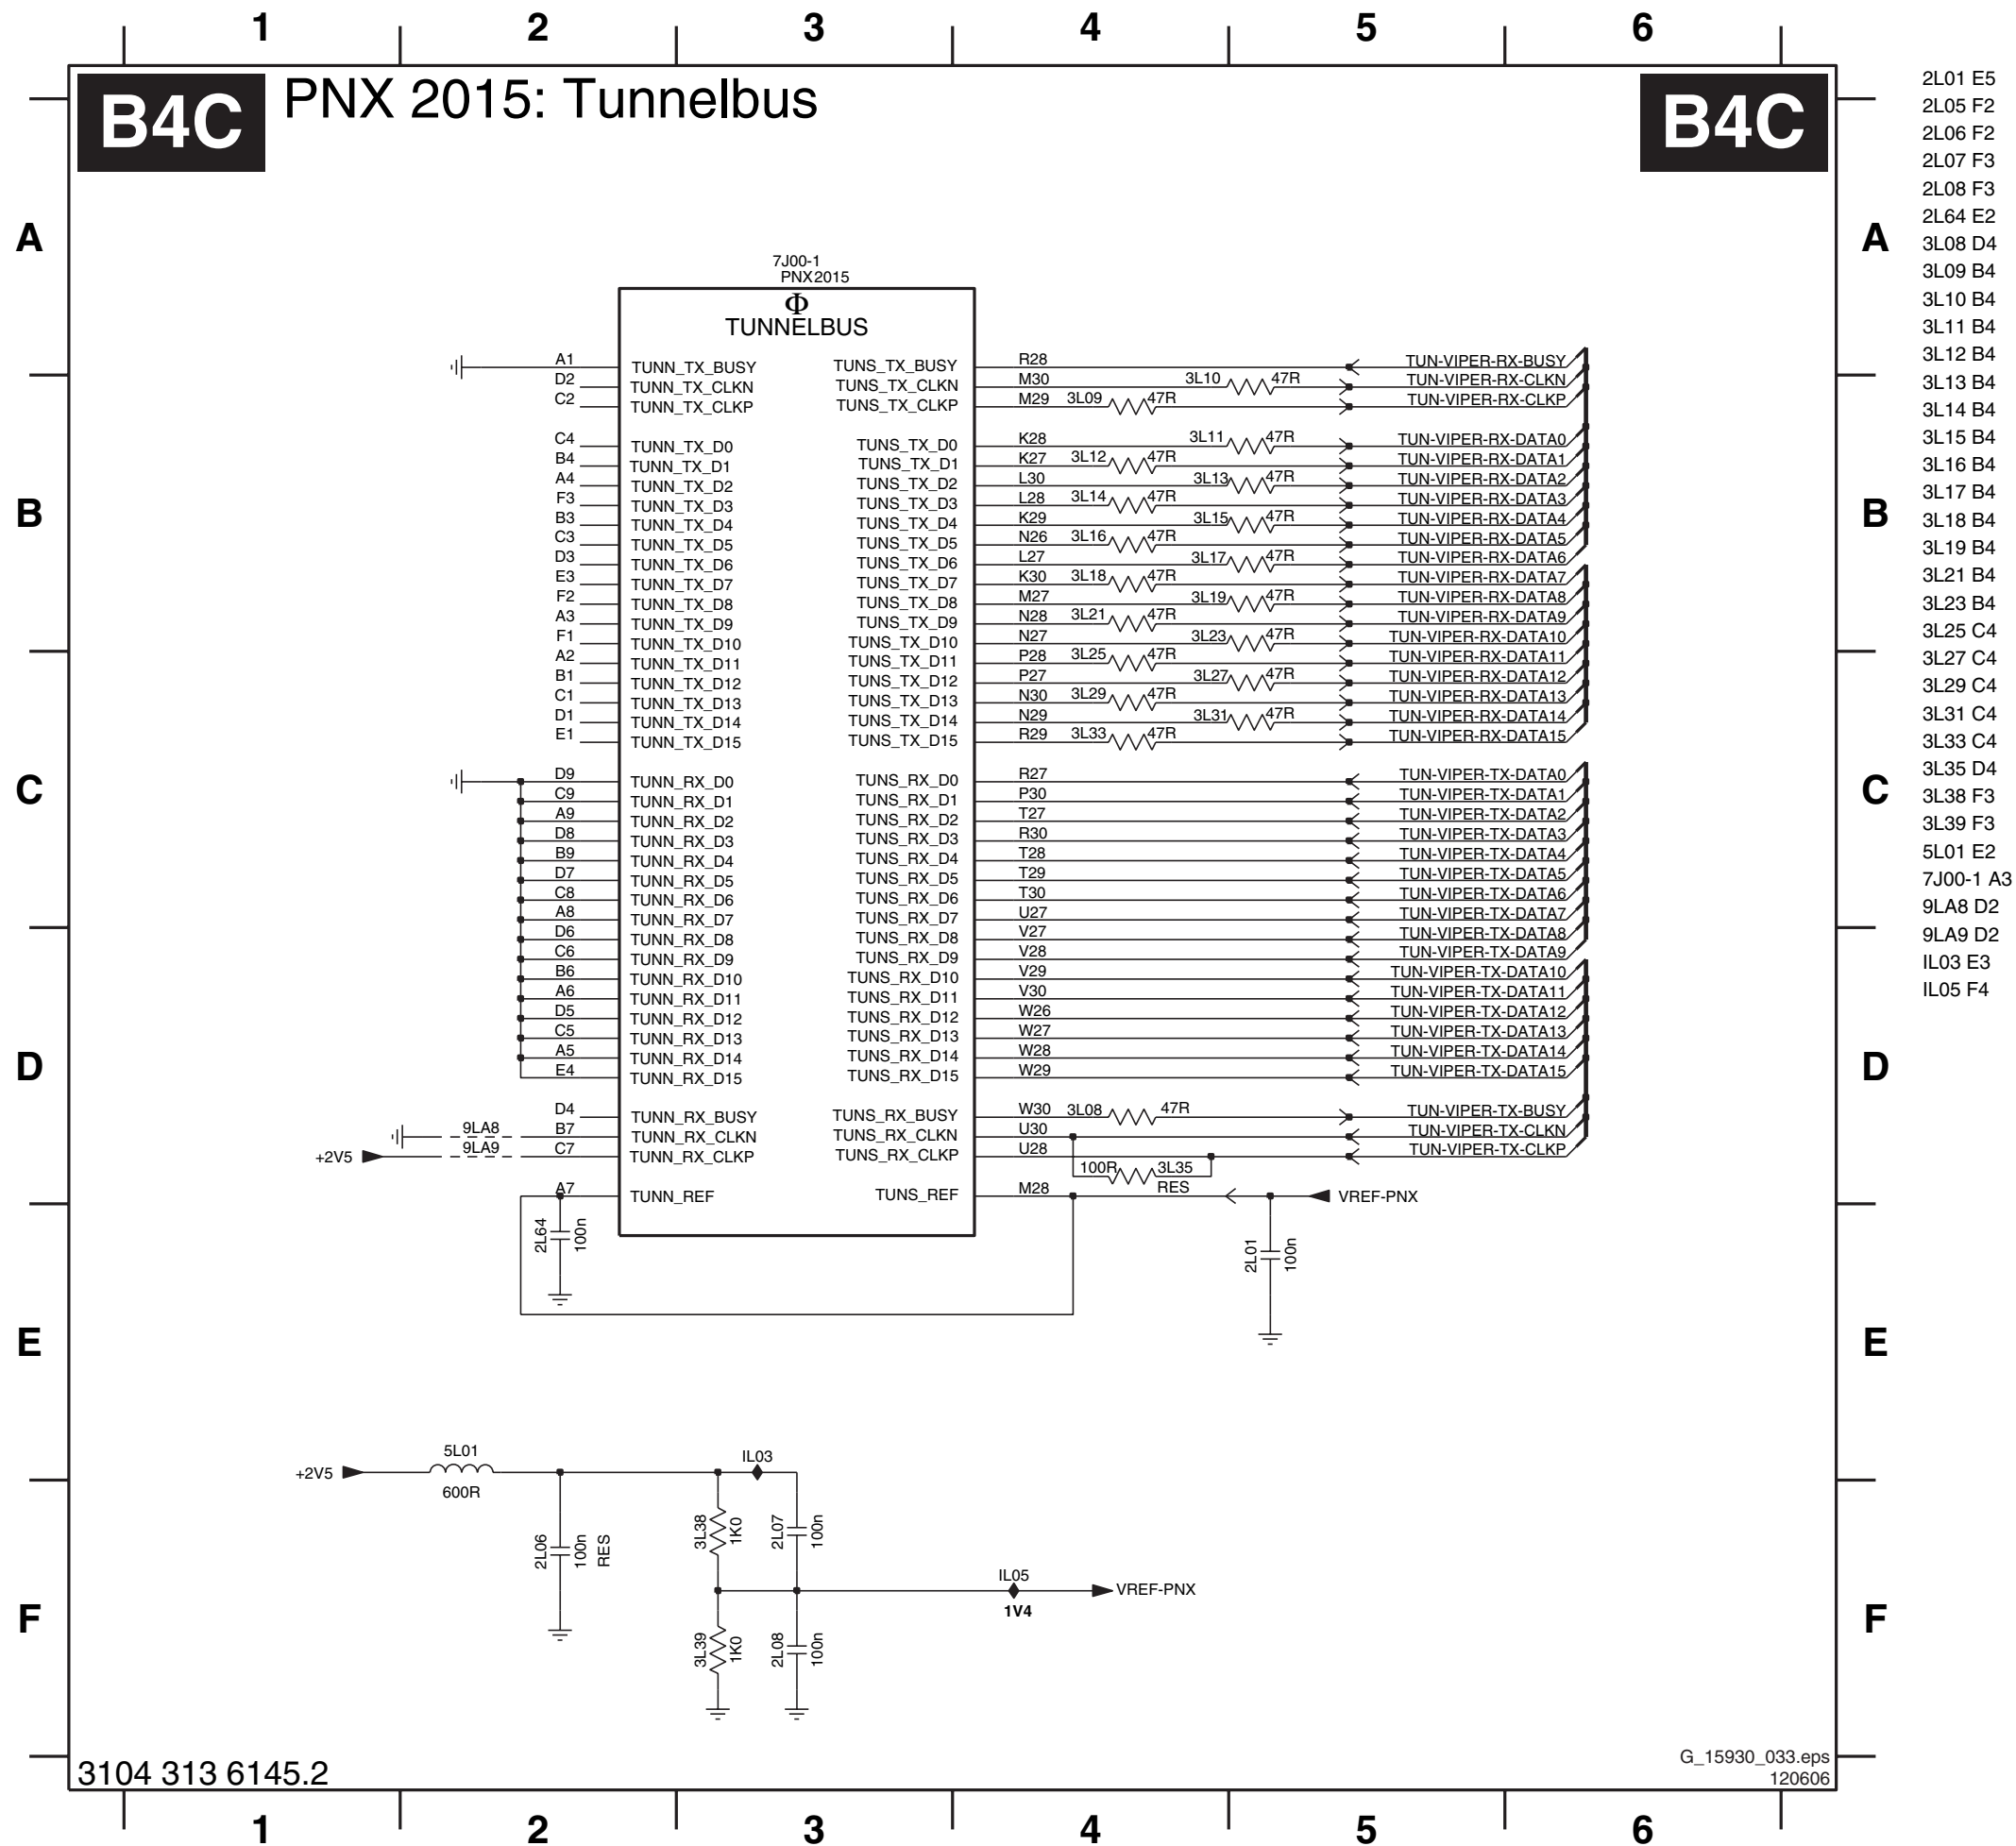 1 2 3 4 5 6
B4C PNX 2015: Tunnelbus B4C
A A
7J00-1
PNX2015
Φ
TUNNELBUS
A1 TUNN_TX_BUSY TUNS_TX_BUSY R28 TUN-VIPER-RX-BUSY
D2 TUNN_TX_CLKN TUNS_TX_CLKN M30 3L10 47R TUN-VIPER-RX-CLKN
C2 TUNN_TX_CLKP TUNS_TX_CLKP M29 3L09 47R TUN-VIPER-RX-CLKP
C4 TUNN_TX_D0 TUNS_TX_D0 K28 3L11 47R TUN-VIPER-RX-DATA0
B4 TUNN_TX_D1 TUNS_TX_D1 K27 3L12 47R TUN-VIPER-RX-DATA1
A4 TUNN_TX_D2 TUNS_TX_D2 L30 3L13 47R TUN-VIPER-RX-DATA2
F3 TUNN_TX_D3 TUNS_TX_D3 L28 3L14 47R TUN-VIPER-RX-DATA3
B B
B3 TUNN_TX_D4 TUNS_TX_D4 K29 3L15 47R TUN-VIPER-RX-DATA4
C3 TUNN_TX_D5 TUNS_TX_D5 N26 3L16 47R TUN-VIPER-RX-DATA5
D3 TUNN_TX_D6 TUNS_TX_D6 L27 3L17 47R TUN-VIPER-RX-DATA6
E3 TUNN_TX_D7 TUNS_TX_D7 K30 3L18 47R TUN-VIPER-RX-DATA7
F2 TUNN_TX_D8 TUNS_TX_D8 M27 3L19 47R TUN-VIPER-RX-DATA8
A3 TUNN_TX_D9 TUNS_TX_D9 N28 3L21 47R TUN-VIPER-RX-DATA9
F1 TUNN_TX_D10 TUNS_TX_D10 N27 3L23 47R TUN-VIPER-RX-DATA10
A2 TUNN_TX_D11 TUNS_TX_D11 P28 3L25 47R TUN-VIPER-RX-DATA11
B1 TUNN_TX_D12 TUNS_TX_D12 P27 3L27 47R TUN-VIPER-RX-DATA12
C1 TUNN_TX_D13 TUNS_TX_D13 N30 3L29 47R TUN-VIPER-RX-DATA13
D1 TUNN_TX_D14 TUNS_TX_D14 N29 3L31 47R TUN-VIPER-RX-DATA14
E1 TUNN_TX_D15 TUNS_TX_D15 R29 3L33 47R TUN-VIPER-RX-DATA15
C C
D9 TUNN_RX_D0 TUNS_RX_D0 R27 TUN-VIPER-TX-DATA0
C9 TUNN_RX_D1 TUNS_RX_D1 P30 TUN-VIPER-TX-DATA1
A9 TUNN_RX_D2 TUNS_RX_D2 T27 TUN-VIPER-TX-DATA2
D8 TUNN_RX_D3 TUNS_RX_D3 R30 TUN-VIPER-TX-DATA3
B9 TUNN_RX_D4 TUNS_RX_D4 T28 TUN-VIPER-TX-DATA4
D7 TUNN_RX_D5 TUNS_RX_D5 T29 TUN-VIPER-TX-DATA5
C8 TUNN_RX_D6 TUNS_RX_D6 T30 TUN-VIPER-TX-DATA6
A8 TUNN_RX_D7 TUNS_RX_D7 U27 TUN-VIPER-TX-DATA7
D6 TUNN_RX_D8 TUNS_RX_D8 V27 TUN-VIPER-TX-DATA8
C6 TUNN_RX_D9 TUNS_RX_D9 V28 TUN-VIPER-TX-DATA9
B6 TUNN_RX_D10 TUNS_RX_D10 V29 TUN-VIPER-TX-DATA10
A6 TUNN_RX_D11 TUNS_RX_D11 V30 TUN-VIPER-TX-DATA11
D5 TUNN_RX_D12 TUNS_RX_D12 W26 TUN-VIPER-TX-DATA12
C5 TUNN_RX_D13 TUNS_RX_D13 W27 TUN-VIPER-TX-DATA13
A5 TUNN_RX_D14 TUNS_RX_D14 W28 TUN-VIPER-TX-DATA14
D D
E4 TUNN_RX_D15 TUNS_RX_D15 W29 TUN-VIPER-TX-DATA15
D4 TUNN_RX_BUSY TUNS_RX_BUSY W30 3L08 47R TUN-VIPER-TX-BUSY
9LA8 B7 TUNN_RX_CLKN TUNS_RX_CLKN U30 TUN-VIPER-TX-CLKN
+2V5 9LA9 C7 TUNN_RX_CLKP TUNS_RX_CLKP U28 TUN-VIPER-TX-CLKP
100R 3L35
RES
A7 TUNN_REF TUNS_REF M28 VREF-PNX
2L64 100n
2L01 100n
E E
+2V5 5L01 IL03
600R
2L06 100n RES
3L38 1K0 2L07 100n
IL05 VREF-PNX
1V4
F F
3L39 1K0 2L08 100n
3104 313 6145.2
G_15930_033.eps
120606
1 2 3 4 5 6
2L01 E5
2L05 F2
2L06 F2
2L07 F3
2L08 F3
2L64 E2
3L08 D4
3L09 B4
3L10 B4
3L11 B4
3L12 B4
3L13 B4
3L14 B4
3L15 B4
3L16 B4
3L17 B4
3L18 B4
3L19 B4
3L21 B4
3L23 B4
3L25 C4
3L27 C4
3L29 C4
3L31 C4
3L33 C4
3L35 D4
3L38 F3
3L39 F3
5L01 E2
7J00-1 A3
9LA8 D2
9LA9 D2
IL03 E3
IL05 F4